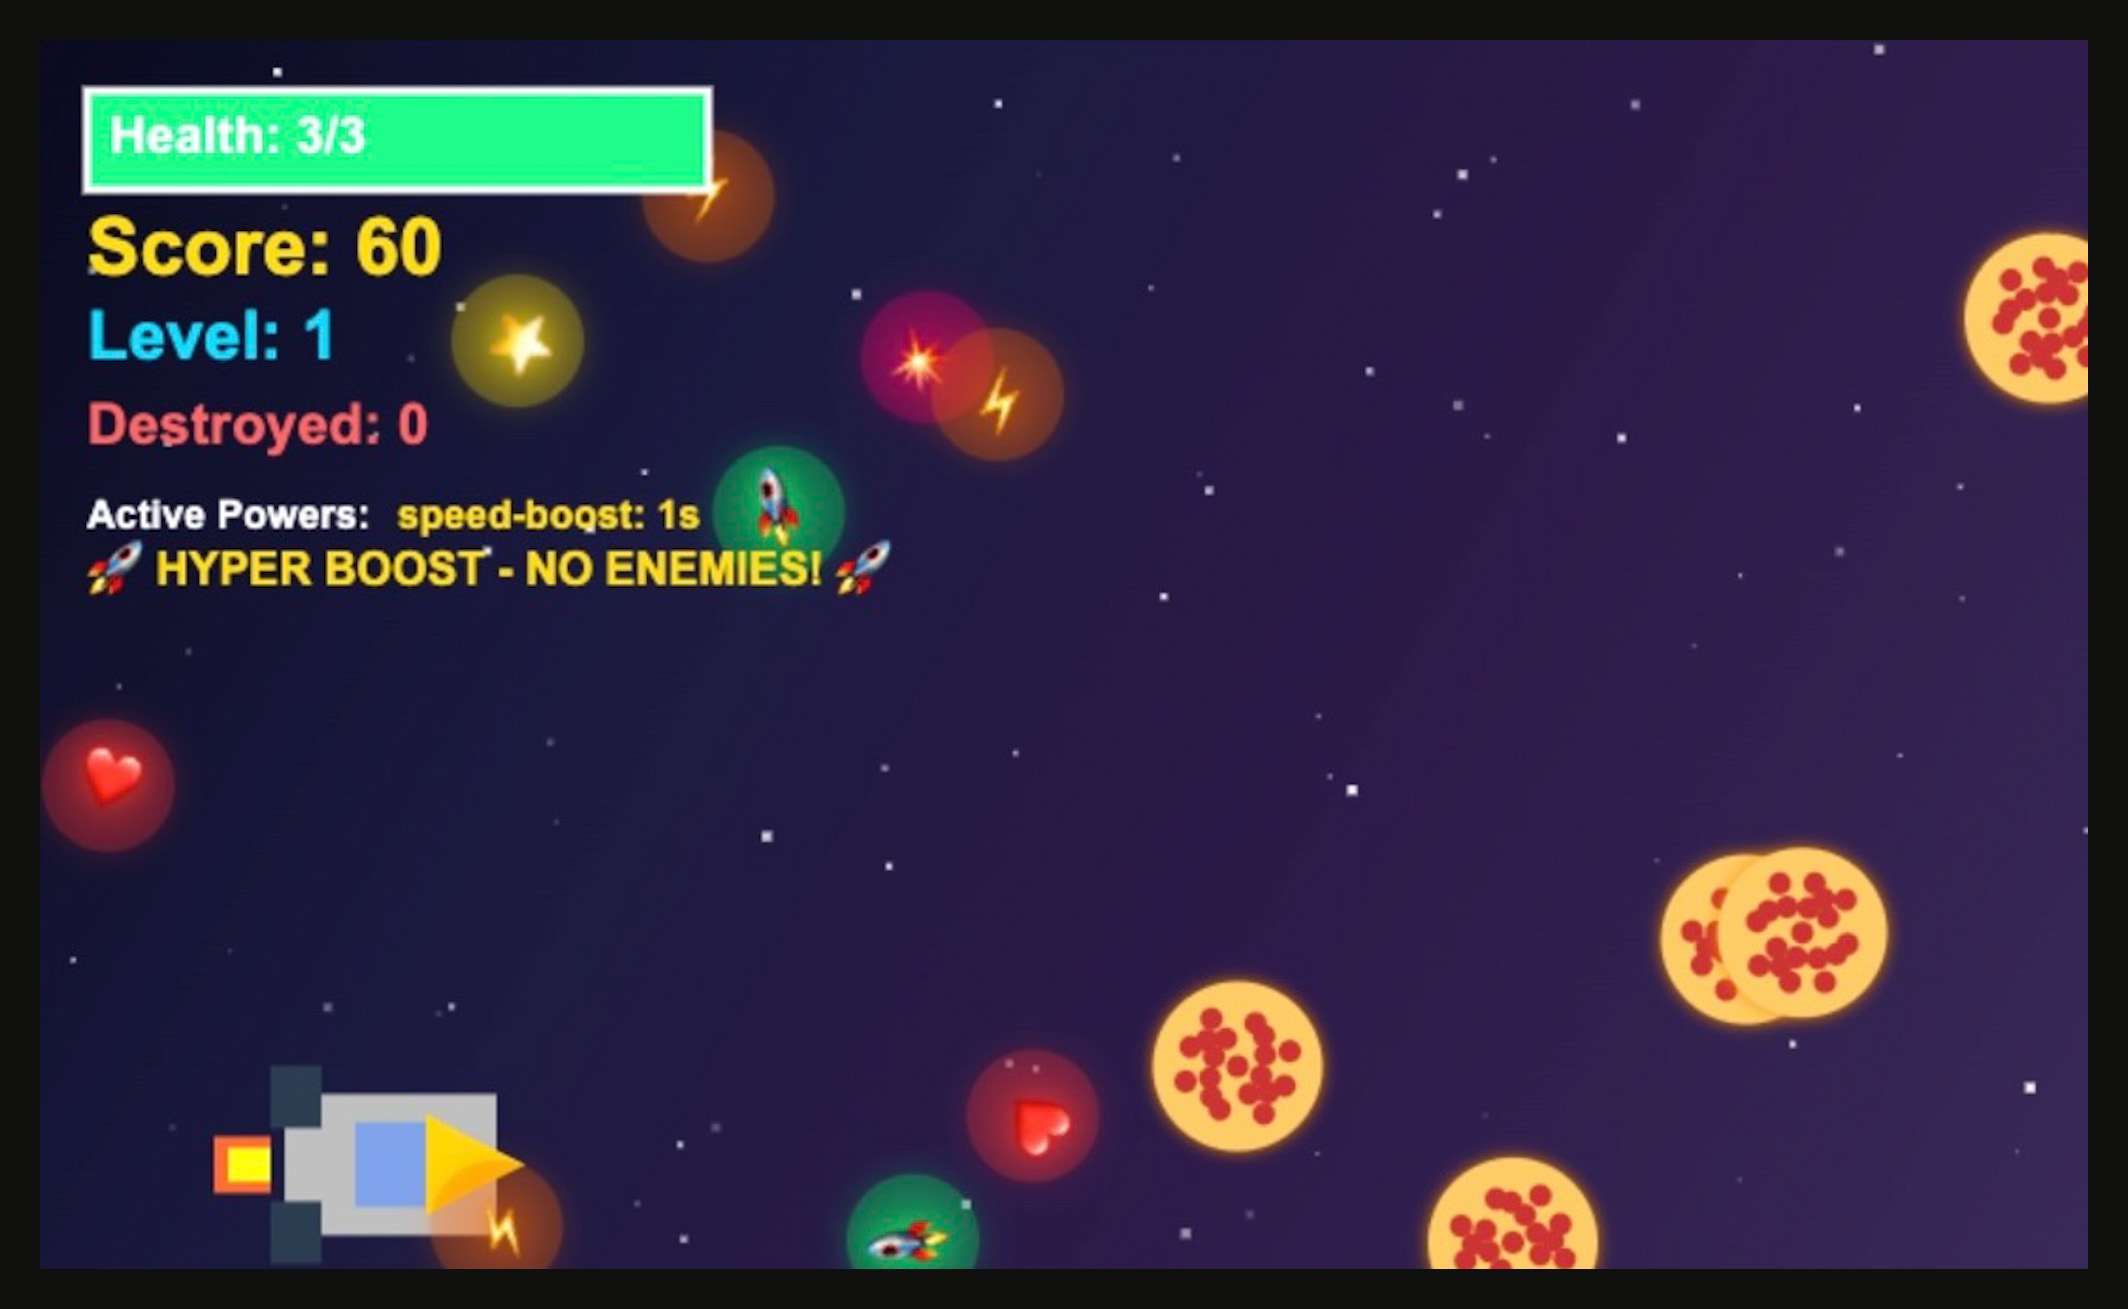 Health: 3/3
Score: 60
Level: 1
Destroyed: 0
Active Powers: speed-boost: 1s
🚀 HYPER BOOST - NO ENEMIES! 🚀